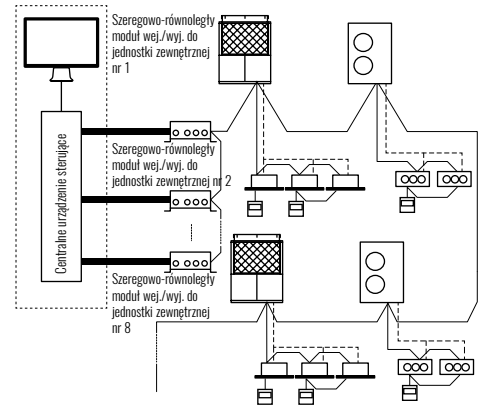 Szeregowo-równoległy
moduł wej./wyj. do
jednostki zewnętrznej
nr 1
Centralne urządzenie sterujące
Szeregowo-równoległy
moduł wej./wyj. do
jednostki zewnętrznej nr 2
Szeregowo-równoległy
moduł wej./wyj. do
jednostki zewnętrznej
nr 8